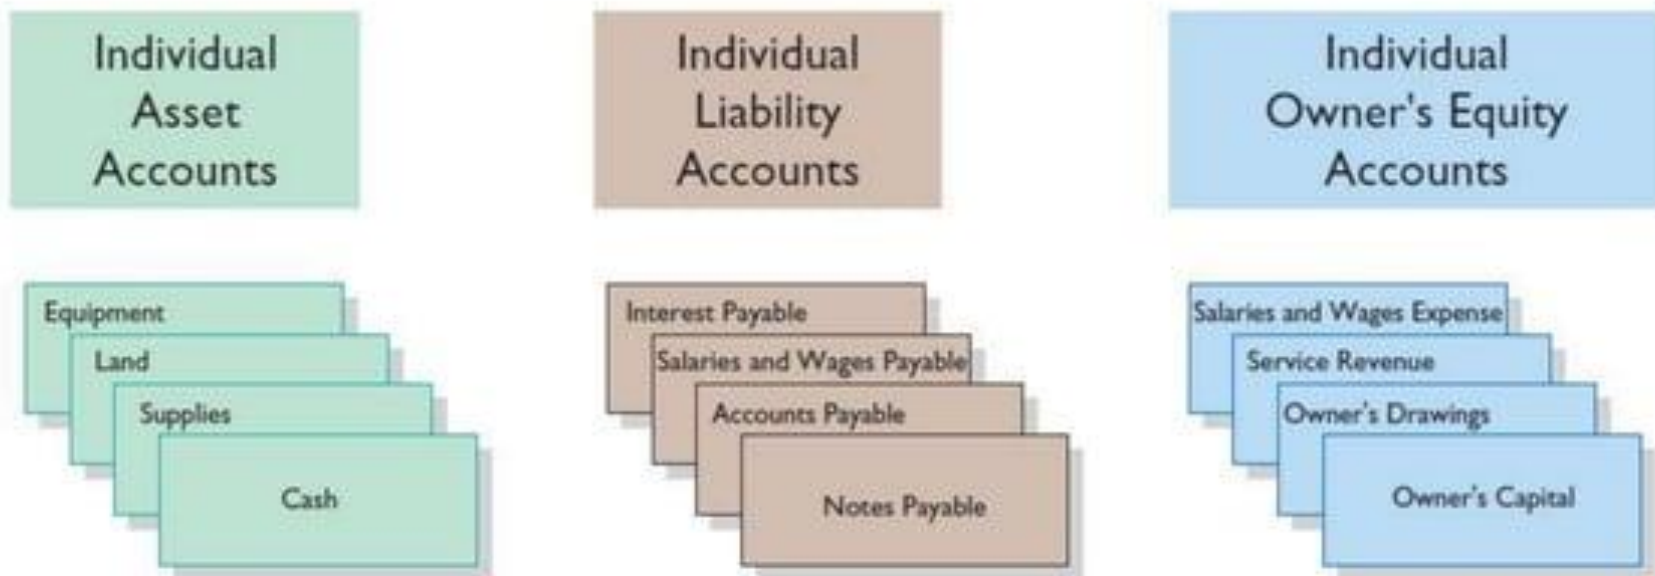 Individual
Asset
Accounts
Equipment
Land
Supplies
Cash
Individual
Liability
Accounts
Interest Payable
Salaries and Wages Payable
Accounts Payable
Notes Payable
Individual
Owner's Equity
Accounts
Salaries and Wages Expense
Service Revenue
Owner's Drawings
Owner's Capital